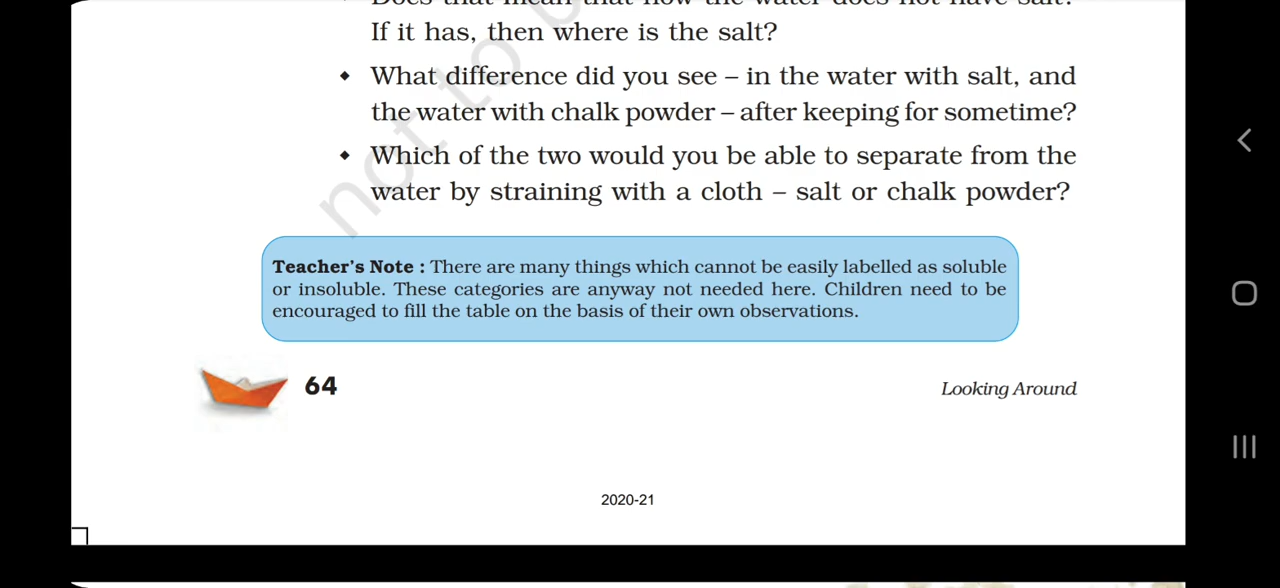 Does that mean that now the water does not have salt?
If it has, then where is the salt?
◆ What difference did you see – in the water with salt, and
the water with chalk powder – after keeping for sometime?
◆ Which of the two would you be able to separate from the
water by straining with a cloth – salt or chalk powder?
not to b
Teacher's Note : There are many things which cannot be easily labelled as soluble
or insoluble. These categories are anyway not needed here. Children need to be
encouraged to fill the table on the basis of their own observations.
64
Looking Around
2020-21